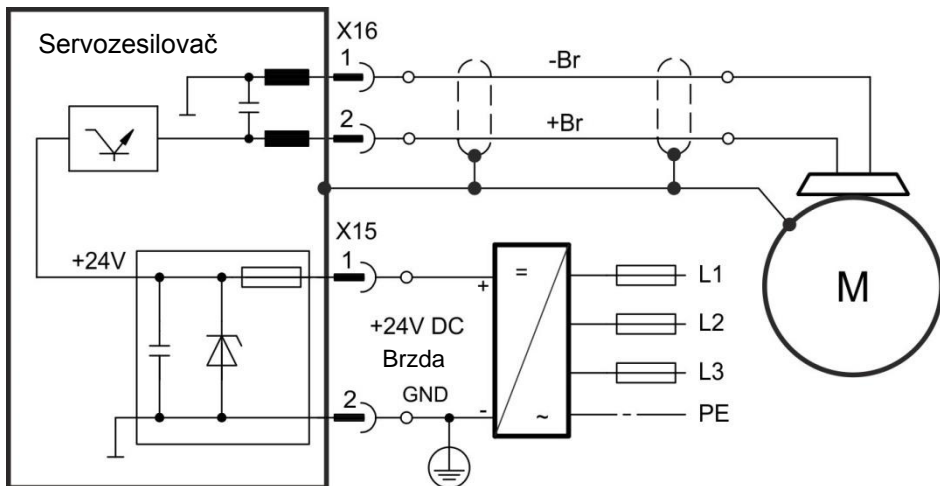 Servozesilovač
X16
1
-Br
2
+Br
X15
+24V
1
+
=
L1
+24V DC
Brzda
L2
L3
2
GND
-
~
PE
M